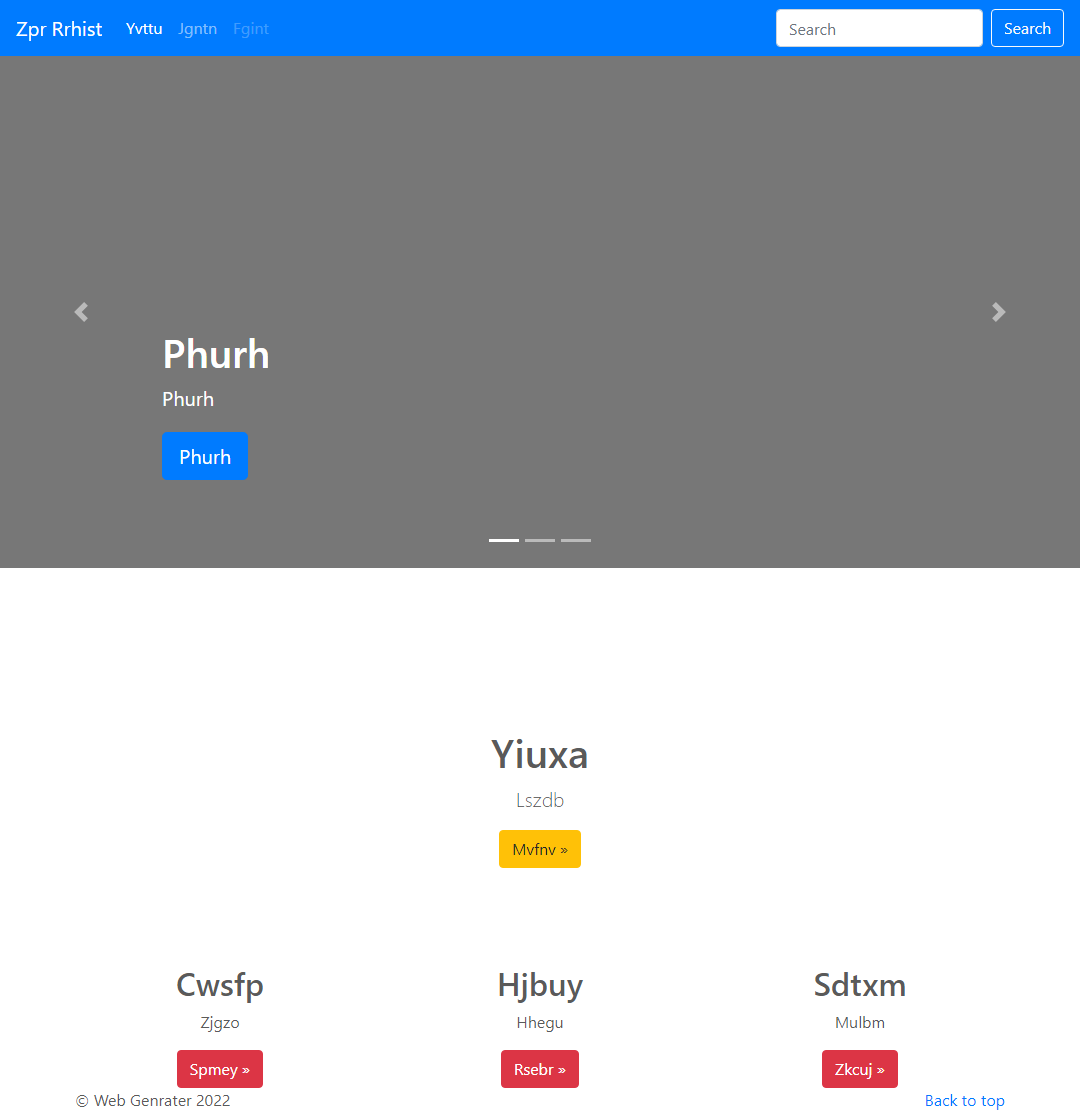 Zpr Rrhist Yvttu Jgntn Fgint Search Search
Phurh
Phurh
Phurh
Yiuxa
Lszdb
Mvfnv »
Cwsfp Hjbuy Sdtxm
Zjgzo Hhegu Mulbm
Spmey » Rsebr » Zkcuj »
© Web Genrater 2022 Back to top